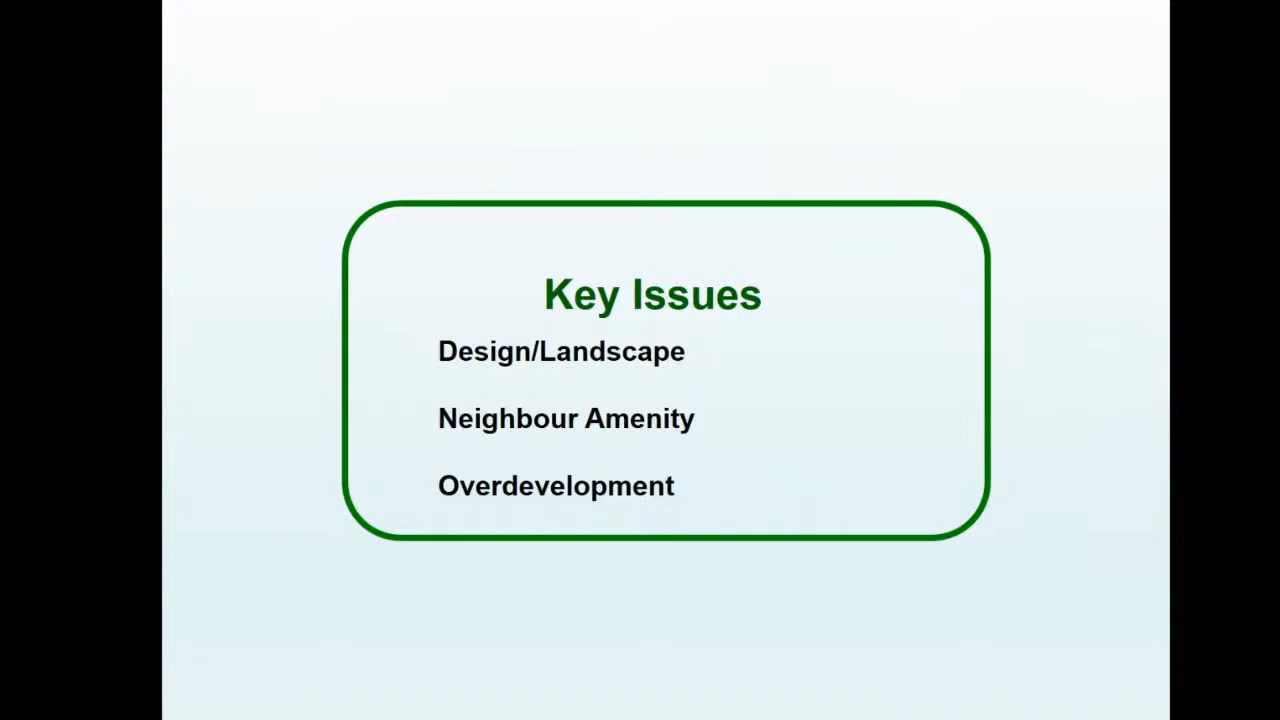 Key Issues
Design/Landscape
Neighbour Amenity
Overdevelopment